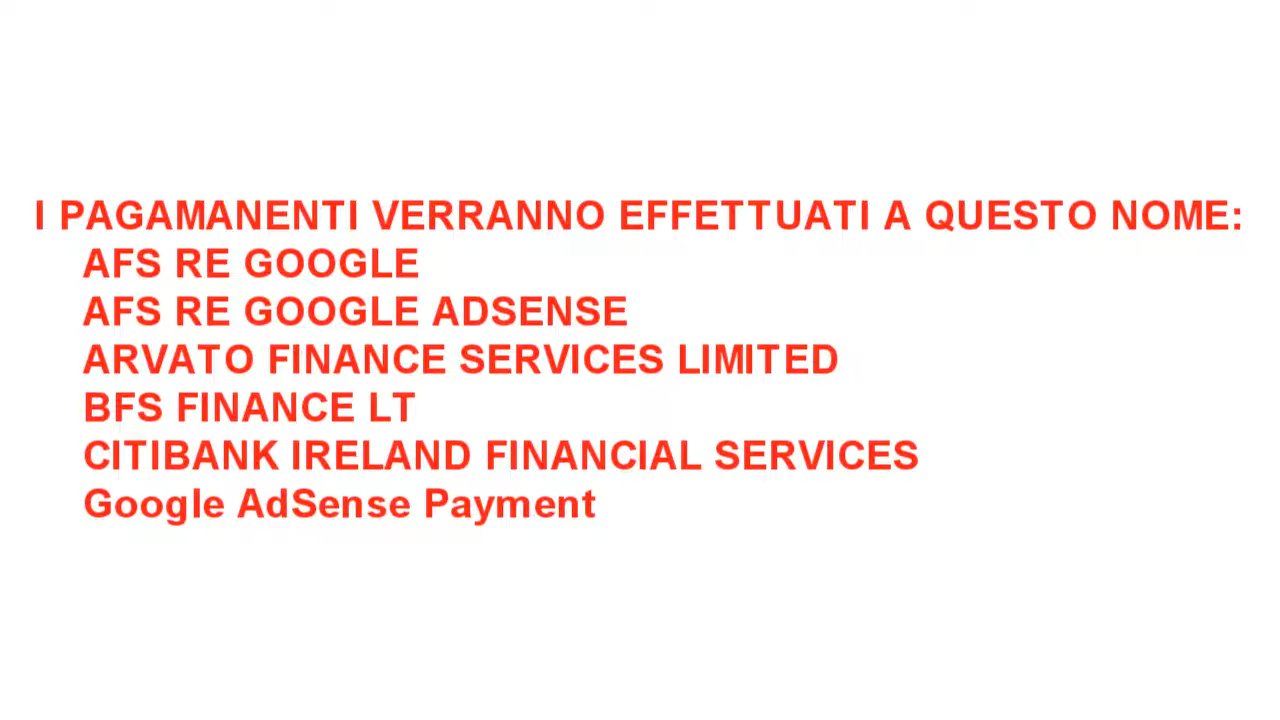 I PAGAMANENTI VERRANNO EFFETTUATI A QUESTO NOME:
AFS RE GOOGLE
AFS RE GOOGLE ADSENSE
ARVATO FINANCE SERVICES LIMITED
BFS FINANCE LT
CITIBANK IRELAND FINANCIAL SERVICES
Google AdSense Payment